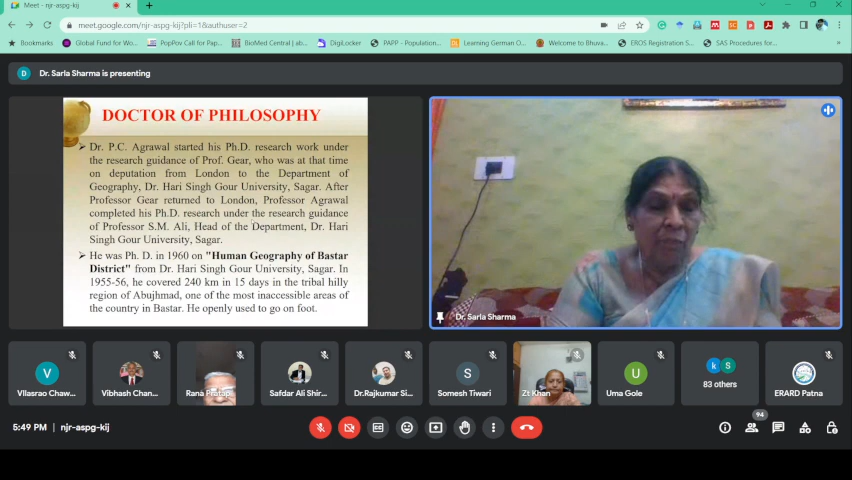 Meet - njr-aspg-kij
meet.google.com/njr-aspg-kij?pli=1&authuser=2
Bookmarks
Global Fund for Wo...
PopPov Call for Pap...
BioMed Central | ab...
DigiLocker
PAPP - Population...
Learning German O...
Welcome to Bhuva...
EROS Registration S...
SAS Procedures for...
D
Dr. Sarla Sharma is presenting
DOCTOR OF PHILOSOPHY
➢ Dr. P.C. Agrawal started his Ph.D. research work under
the research guidance of Prof. Gear, who was at that time
on deputation from London to the Department of
Geography, Dr. Hari Singh Gour University, Sagar. After
Professor Gear returned to London, Professor Agrawal
completed his Ph.D. research under the research guidance
of Professor S.M. Ali, Head of the Department, Dr. Hari
Singh Gour University, Sagar.
➢ He was Ph. D. in 1960 on "Human Geography of Bastar
District" from Dr. Hari Singh Gour University, Sagar. In
1955-56, he covered 240 km in 15 days in the tribal hilly
region of Abujhmad, one of the most inaccessible areas of
the country in Bastar. He openly used to go on foot.
Dr. Sarla Sharma
V
VIlasrao Chaw...
Vibhash Chan...
Rana Pratap
Safdar Ali Shir...
Dr.Rajkumar Si...
S
Somesh Tiwari
Zt Khan
U
Uma Gole
k S
83 others
ERARD Patna
5:49 PM | njr-aspg-kij
94